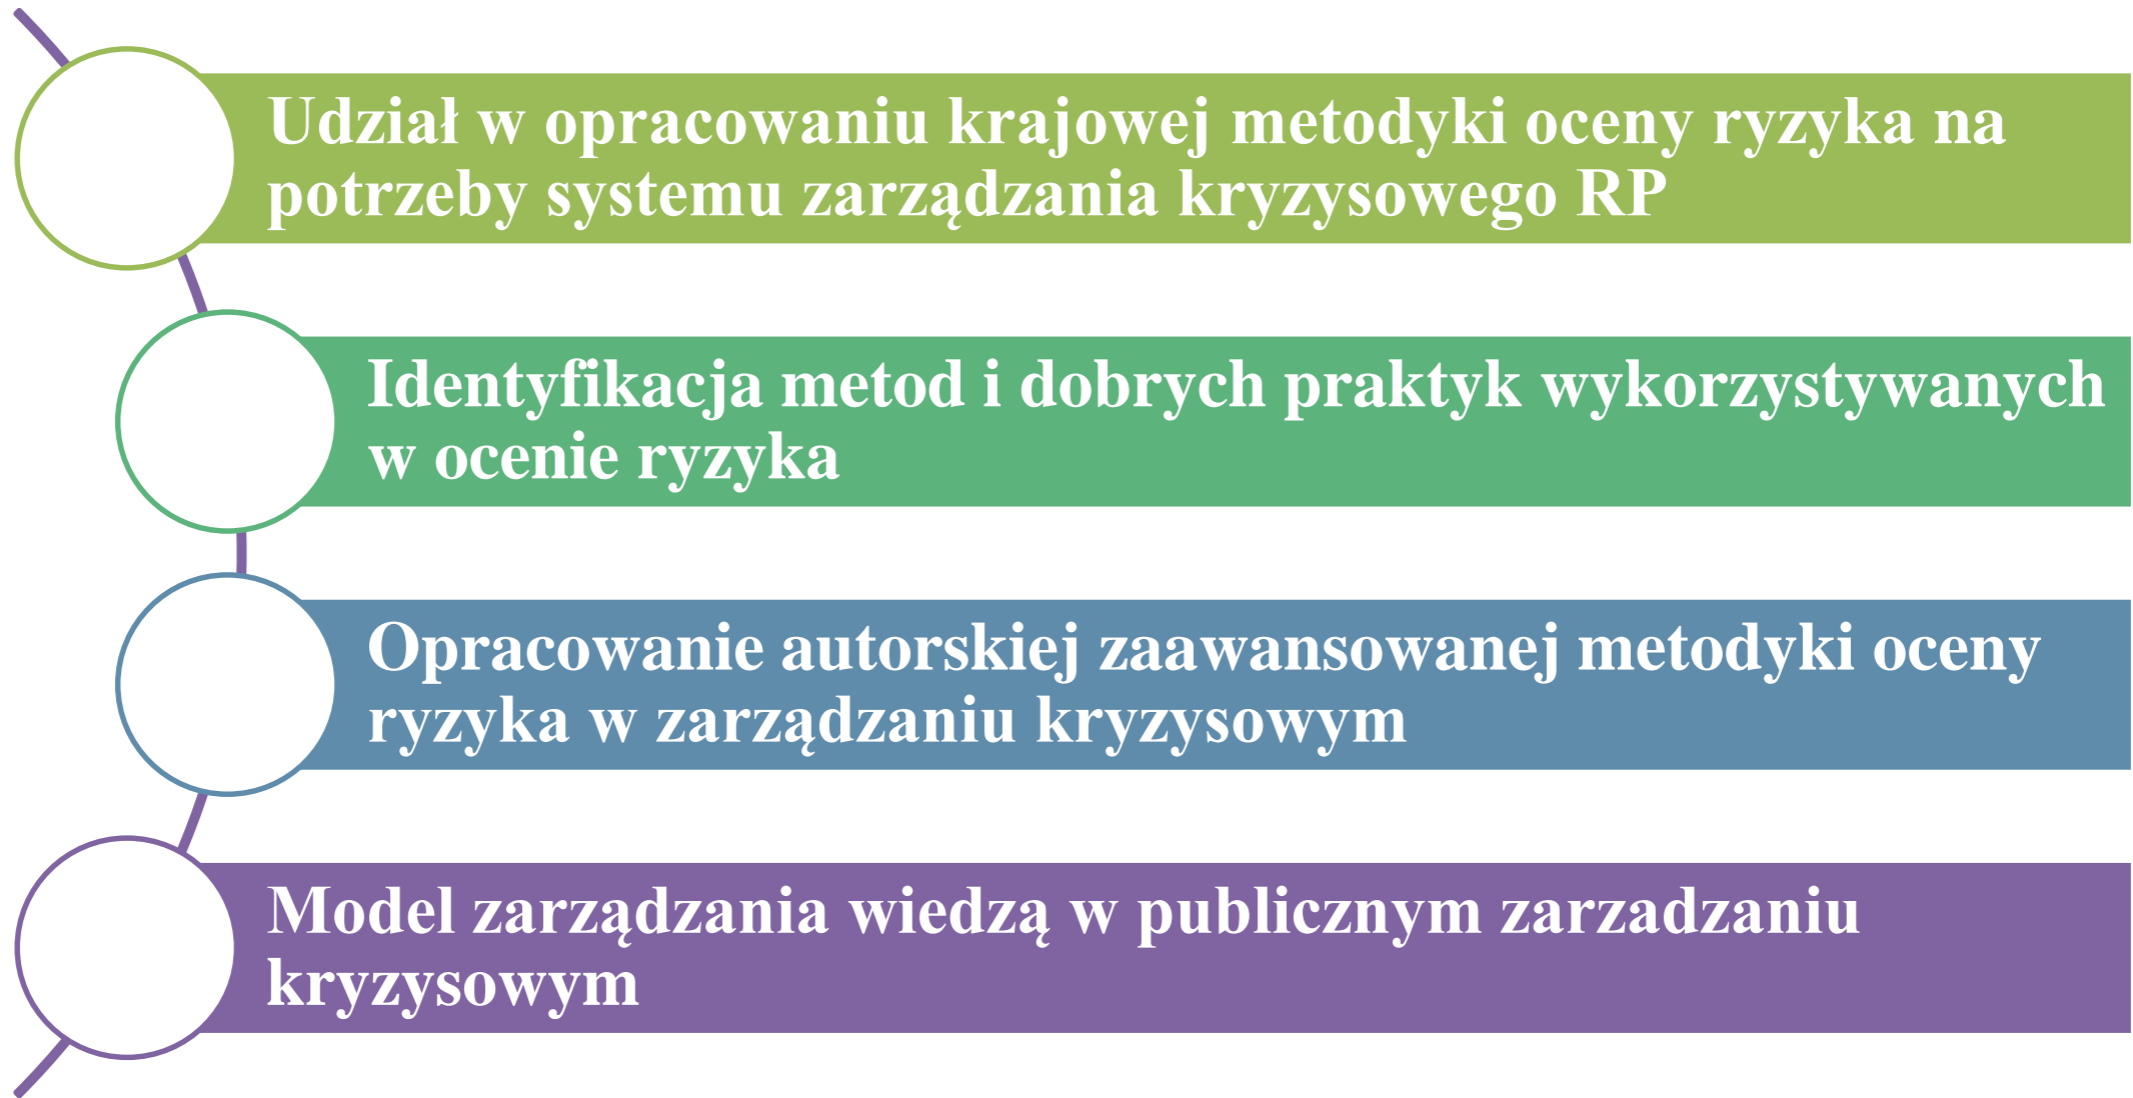 Udział w opracowaniu krajowej metodyki oceny ryzyka na
potrzeby systemu zarządzania kryzysowego RP
Identyfikacja metod i dobrych praktyk wykorzystywanych
w ocenie ryzyka
Opracowanie autorskiej zaawansowanej metodyki oceny
ryzyka w zarządzaniu kryzysowym
Model zarządzania wiedzą w publicznym zarzadzaniu
kryzysowym